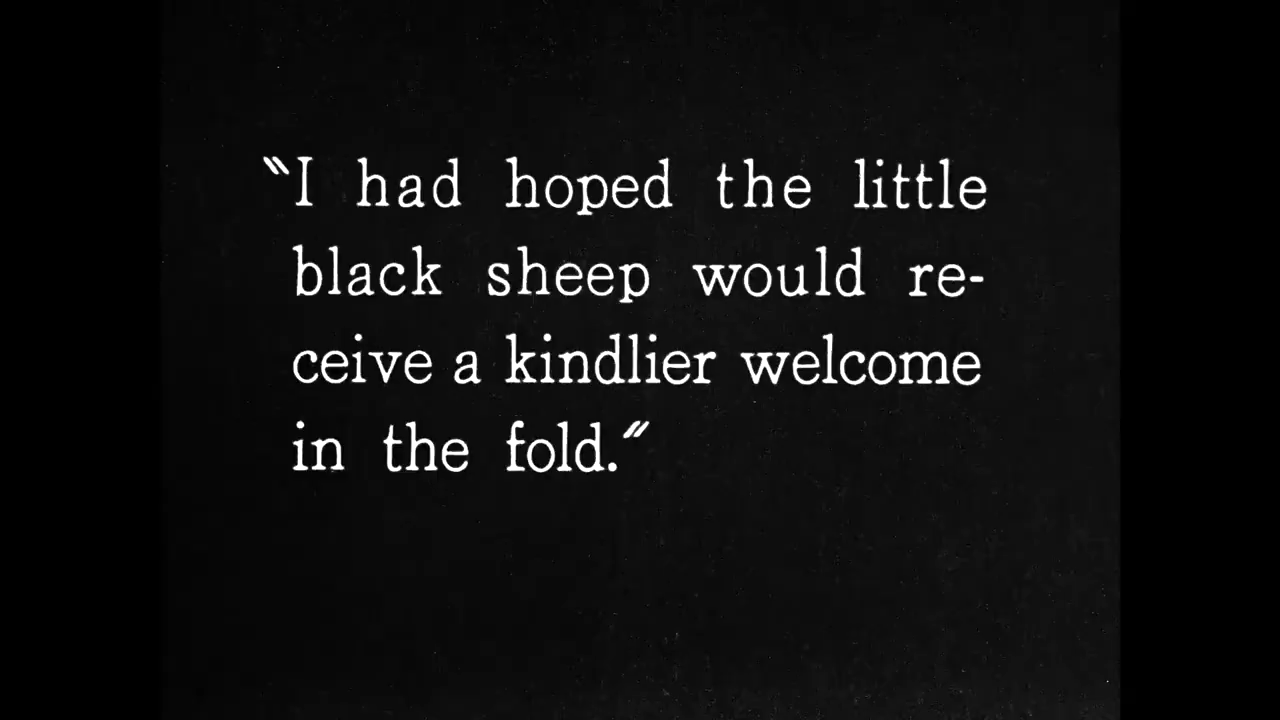 "I had hoped the little
black sheep would re-
ceive a kindlier welcome
in the fold."